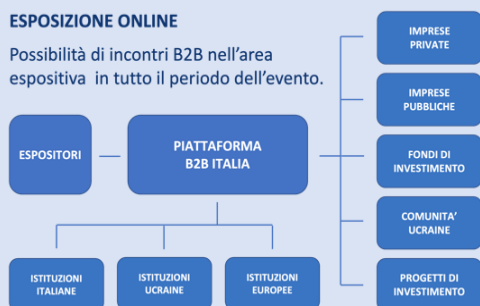 ESPOSIZIONE ONLINE
Possibilità di incontri B2B nell’area
espositiva in tutto il periodo dell’evento.
IMPRESE
PRIVATE
IMPRESE
PUBBLICHE
ESPOSITORI
PIATTAFORMA
B2B ITALIA
FONDI DI
INVESTIMENTO
COMUNITA’
UCRAINE
ISTITUZIONI
ITALIANE
ISTITUZIONI
UCRAINE
ISTITUZIONI
EUROPEE
PROGETTI DI
INVESTIMENTO